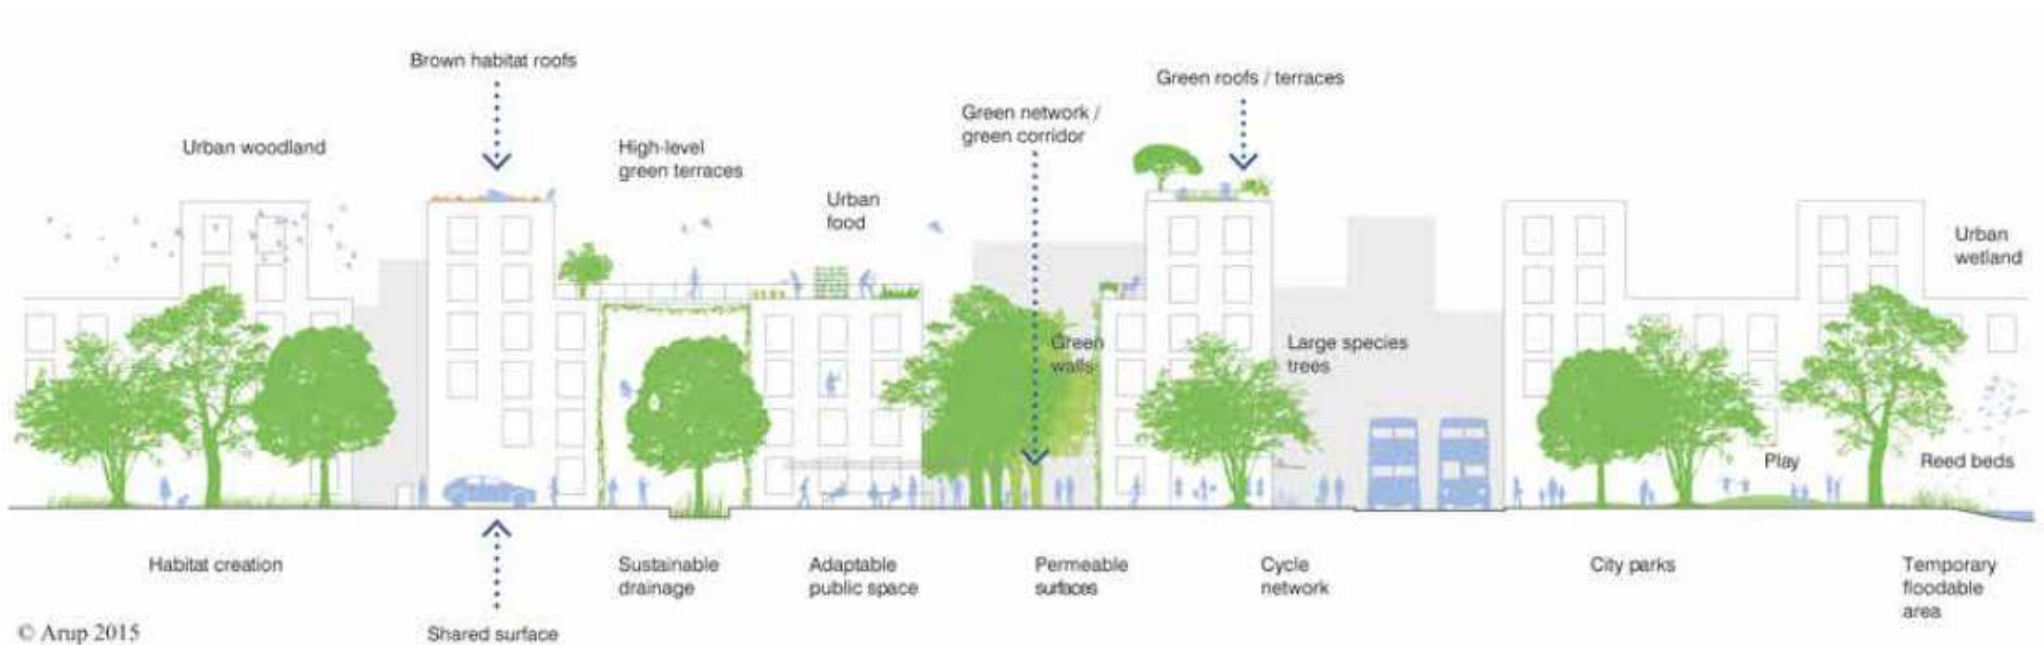 Brown habitat roofs
Green roofs / terraces
Green network /
green corridor
Urban woodland
High-level
green terraces
Urban
food
Urban
wetland
Green
walls
Large species
trees
Play
Reed beds
Habitat creation
Sustainable
drainage
Adaptable
public space
Permeable
surfaces
Cycle
network
City parks
Temporary
floodable
area
Shared surface
© Arup 2015